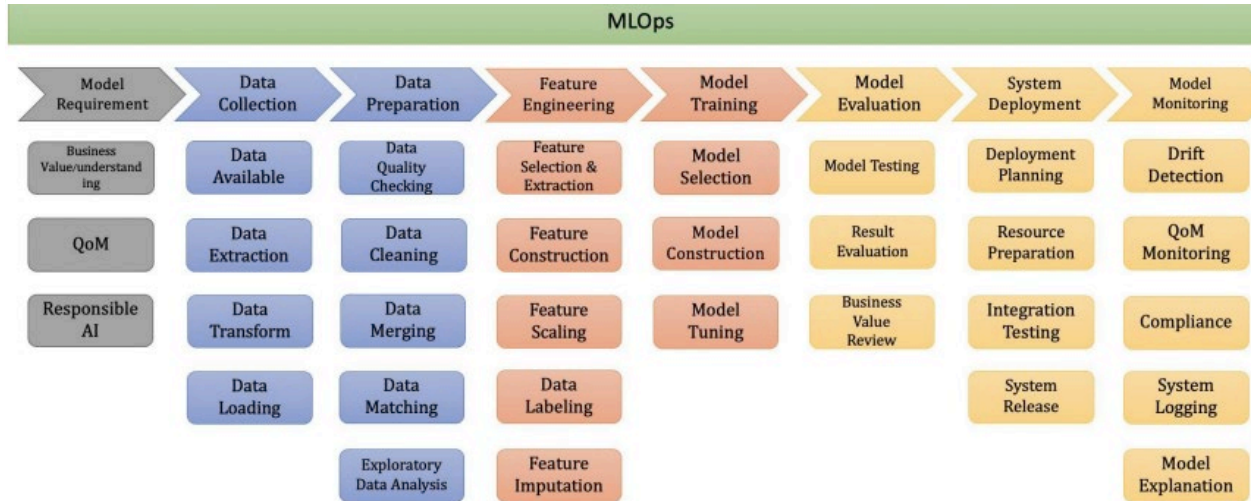 MLOps
Model
Requirement
Data
Collection
Data
Preparation
Feature
Engineering
Model
Training
Model
Evaluation
System
Deployment
Model
Monitoring
Business
Value/understand
ing
Data
Available
Data
Quality
Checking
Feature
Selection &
Extraction
Model
Selection
Model Testing
Deployment
Planning
Drift
Detection
QoM
Data
Extraction
Data
Cleaning
Feature
Construction
Model
Construction
Result
Evaluation
Resource
Preparation
QoM
Monitoring
Responsible
AI
Data
Transform
Data
Merging
Feature
Scaling
Model
Tuning
Business
Value
Review
Integration
Testing
Compliance
Data
Loading
Data
Matching
Data
Labeling
System
Release
System
Logging
Exploratory
Data Analysis
Feature
Imputation
Model
Explanation